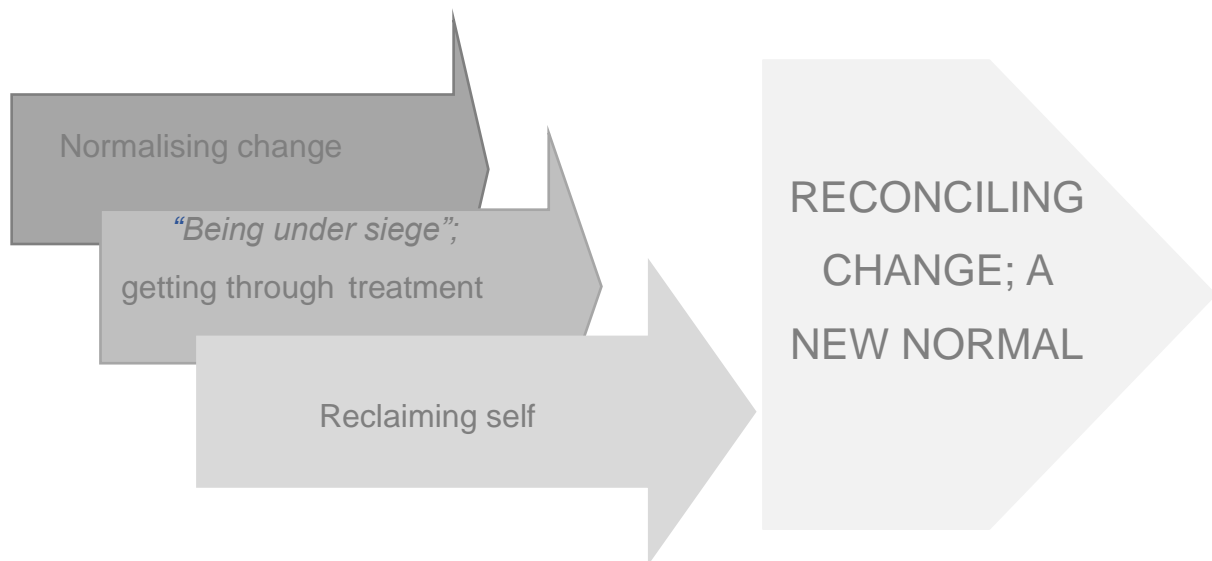 Normalising change
“Being under siege”;
getting through treatment
Reclaiming self
RECONCILING
CHANGE; A
NEW NORMAL